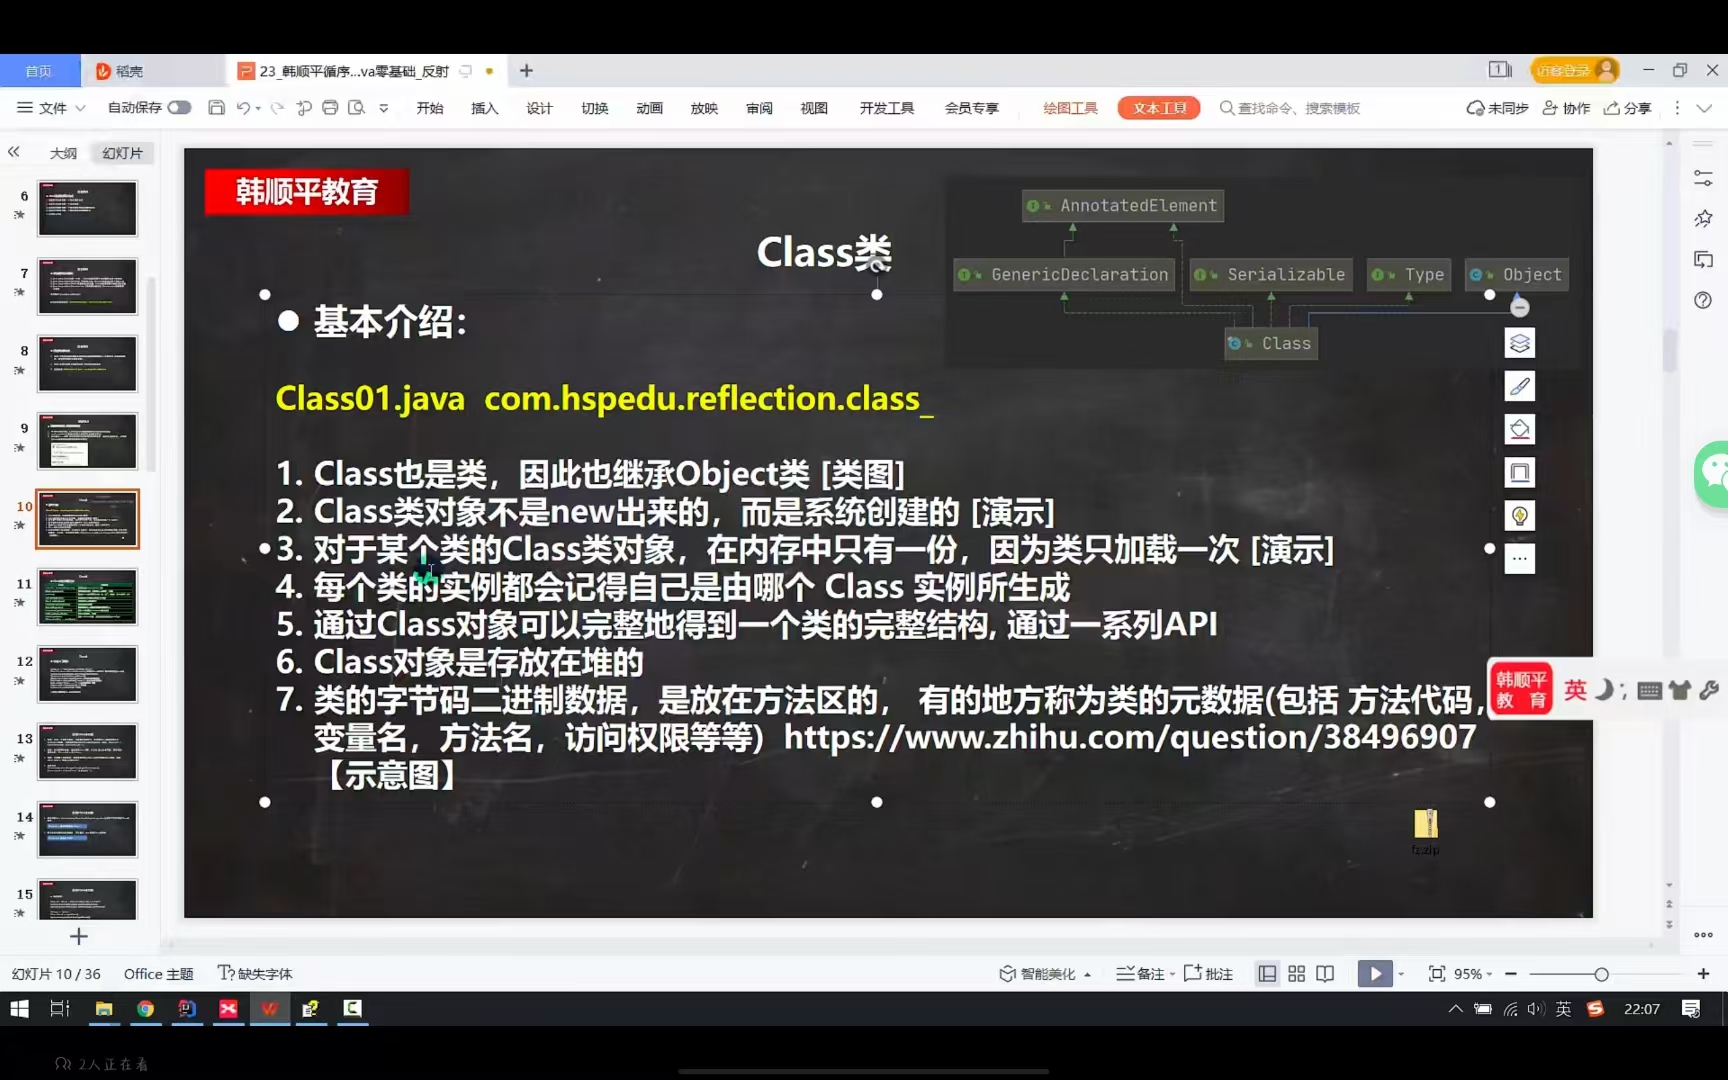 首页
稻壳
23_韩顺平循序...va零基础_反射
访客登录
文件
自动保存
开始
插入
设计
切换
动画
放映
审阅
视图
开发工具
会员专享
绘图工具
文本工具
查找命令、搜索模板
未同步
协作
分享
大纲
幻灯片
6
7
8
9
10
11
12
13
14
15
韩顺平教育
Class类
AnnotatedElement
GenericDeclaration
Serializable
Type
Object
Class
基本介绍：
Class01.java com.hspedu.reflection.class_
1. Class也是类，因此也继承Object类 [类图]
2. Class类对象不是new出来的，而是系统创建的 [演示]
3. 对于某个类的Class类对象，在内存中只有一份，因为类只加载一次 [演示]
4. 每个类的实例都会记得自己是由哪个 Class 实例所生成
5. 通过Class对象可以完整地得到一个类的完整结构, 通过一系列API
6. Class对象是存放在堆的
7. 类的字节码二进制数据，是放在方法区的， 有的地方称为类的元数据(包括 方法代码，
变量名，方法名，访问权限等等）https://www.zhihu.com/question/38496907
【示意图】
fz.zip
韩顺平
教 育
英
幻灯片 10 / 36
Office 主题
缺失字体
智能美化
备注
批注
95%
英
22:07
2人正在看